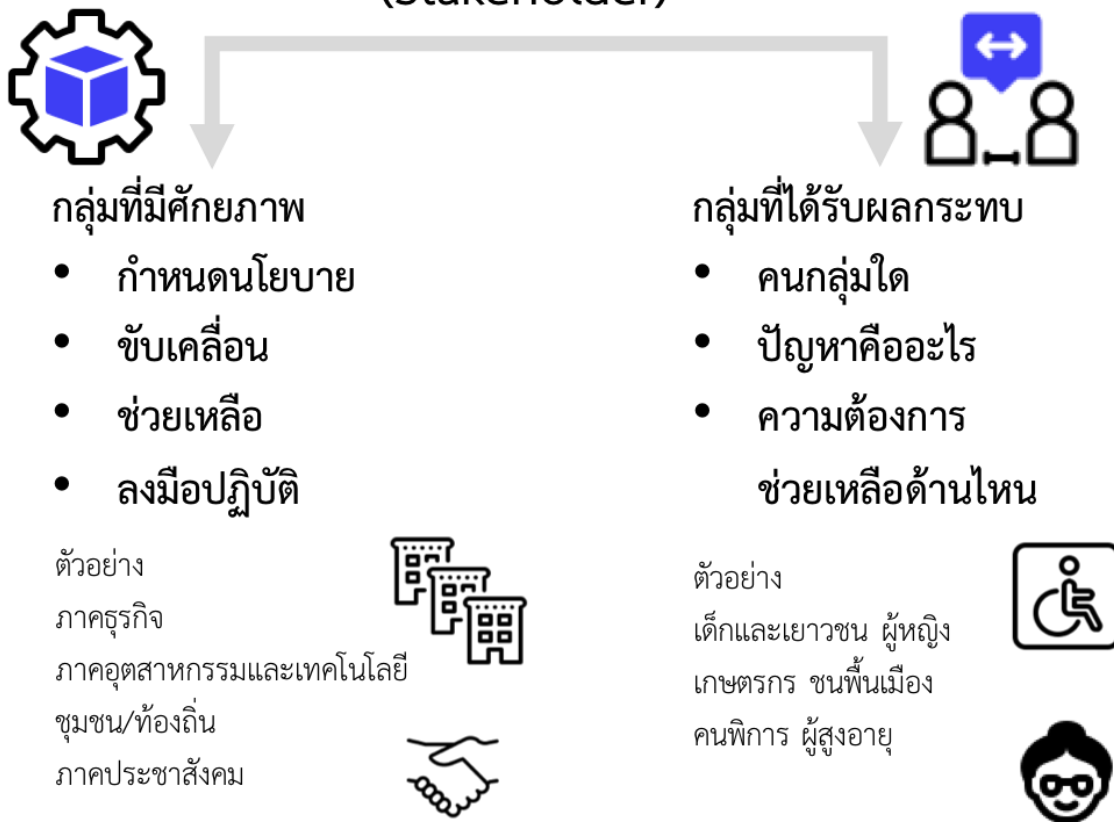 (Stakeholder)
กลุ่มที่มีศักยภาพ
• กำหนดนโยบาย
• ขับเคลื่อน
• ช่วยเหลือ
• ลงมือปฏิบัติ
ตัวอย่าง
ภาคธุรกิจ
ภาคอุตสาหกรรมและเทคโนโลยี
ชุมชน/ท้องถิ่น
ภาคประชาสังคม
กลุ่มที่ได้รับผลกระทบ
• คนกลุ่มใด
• ปัญหาคืออะไร
• ความต้องการ
ช่วยเหลือด้านไหน
ตัวอย่าง
เด็กและเยาวชน ผู้หญิง
เกษตรกร ชนพื้นเมือง
คนพิการ ผู้สูงอายุ